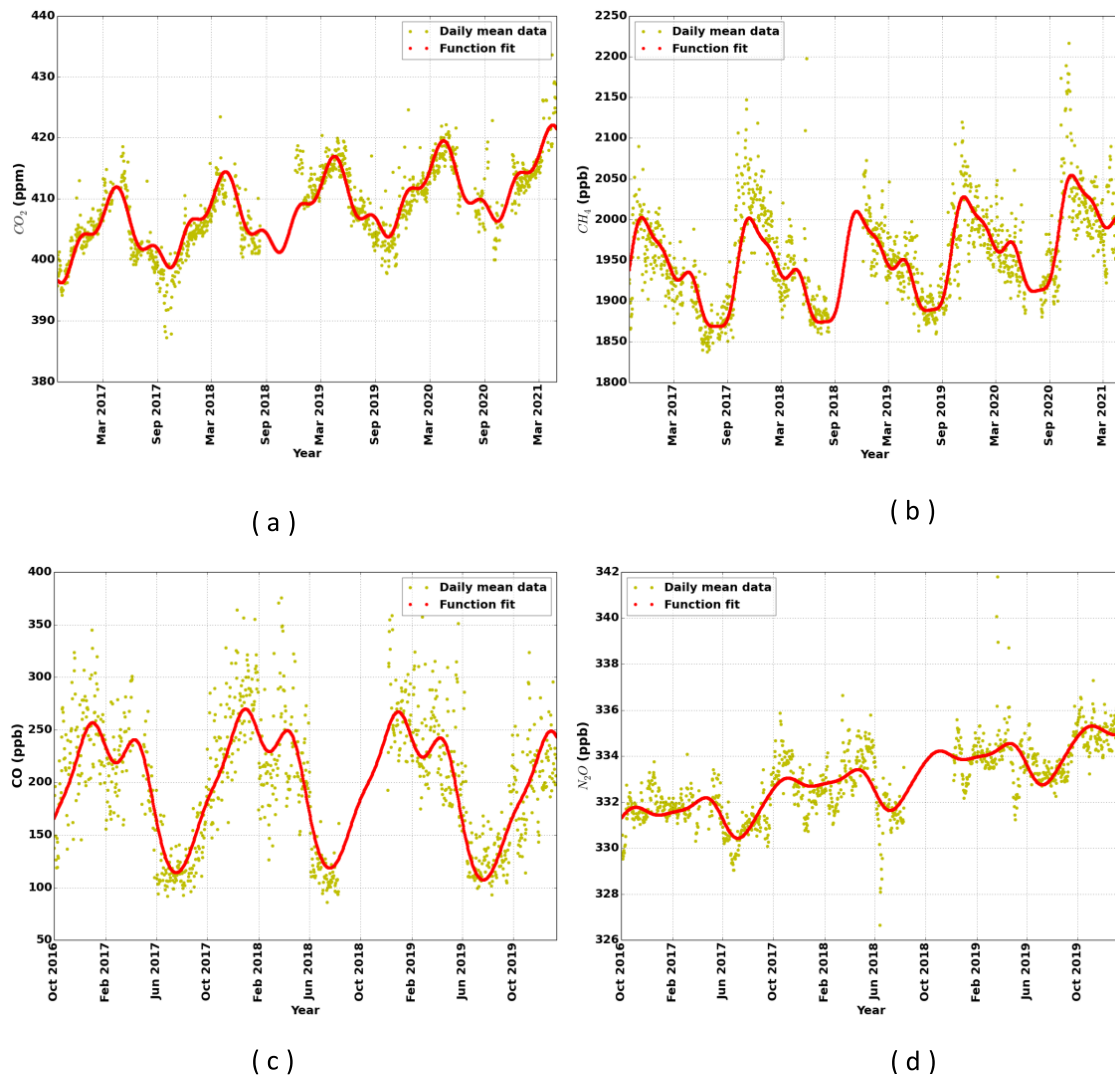 440
430
420
410
400
390
380
CO₂ (ppm)
Daily mean data
Function fit
Mar 2017
Sep 2017
Mar 2018
Sep 2018
Mar 2019
Sep 2019
Mar 2020
Sep 2020
Mar 2021
Year
( a )
2250
2200
2150
2100
2050
2000
1950
1900
1850
1800
CH₄ (ppb)
Daily mean data
Function fit
Mar 2017
Sep 2017
Mar 2018
Sep 2018
Mar 2019
Sep 2019
Mar 2020
Sep 2020
Mar 2021
Year
( b )
400
350
300
250
200
150
100
50
CO (ppb)
Daily mean data
Function fit
Oct 2016
Feb 2017
Jun 2017
Oct 2017
Feb 2018
Jun 2018
Oct 2018
Feb 2019
Jun 2019
Oct 2019
Year
( c )
342
340
338
336
334
332
330
328
326
N₂O (ppb)
Daily mean data
Function fit
Oct 2016
Feb 2017
Jun 2017
Oct 2017
Feb 2018
Jun 2018
Oct 2018
Feb 2019
Jun 2019
Oct 2019
Year
( d )